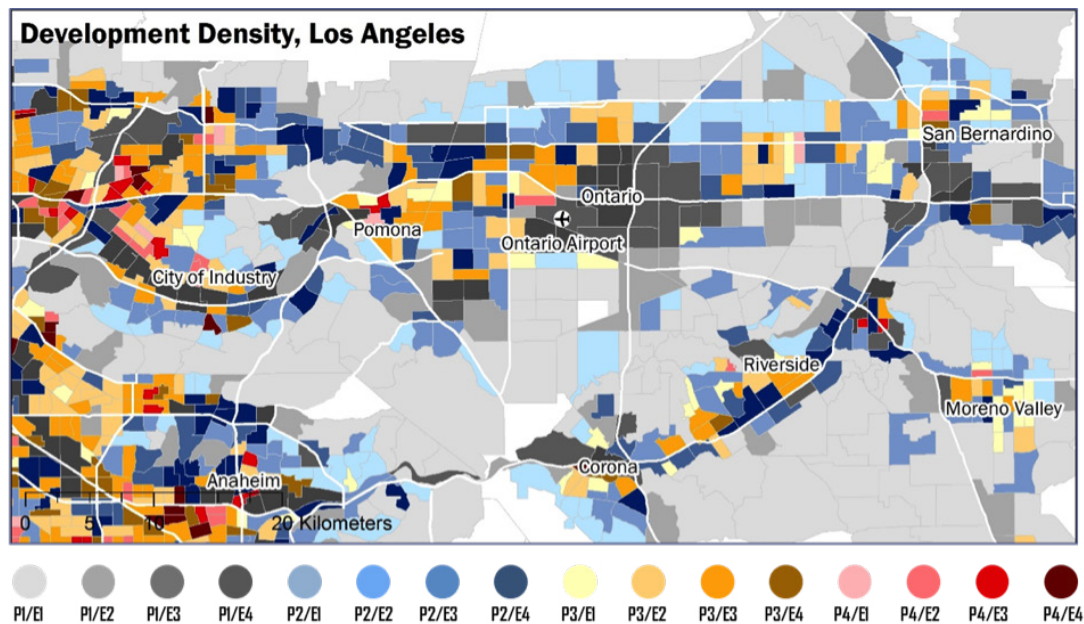 Development Density, Los Angeles
San Bernardino
Ontario
Pomona
Ontario Airport
City of Industry
Riverside
Moreno Valley
Corona
Anaheim
0 5 10 20 Kilometers
P1/E1 P1/E2 P1/E3 P1/E4 P2/E1 P2/E2 P2/E3 P2/E4 P3/E1 P3/E2 P3/E3 P3/E4 P4/E1 P4/E2 P4/E3 P4/E4